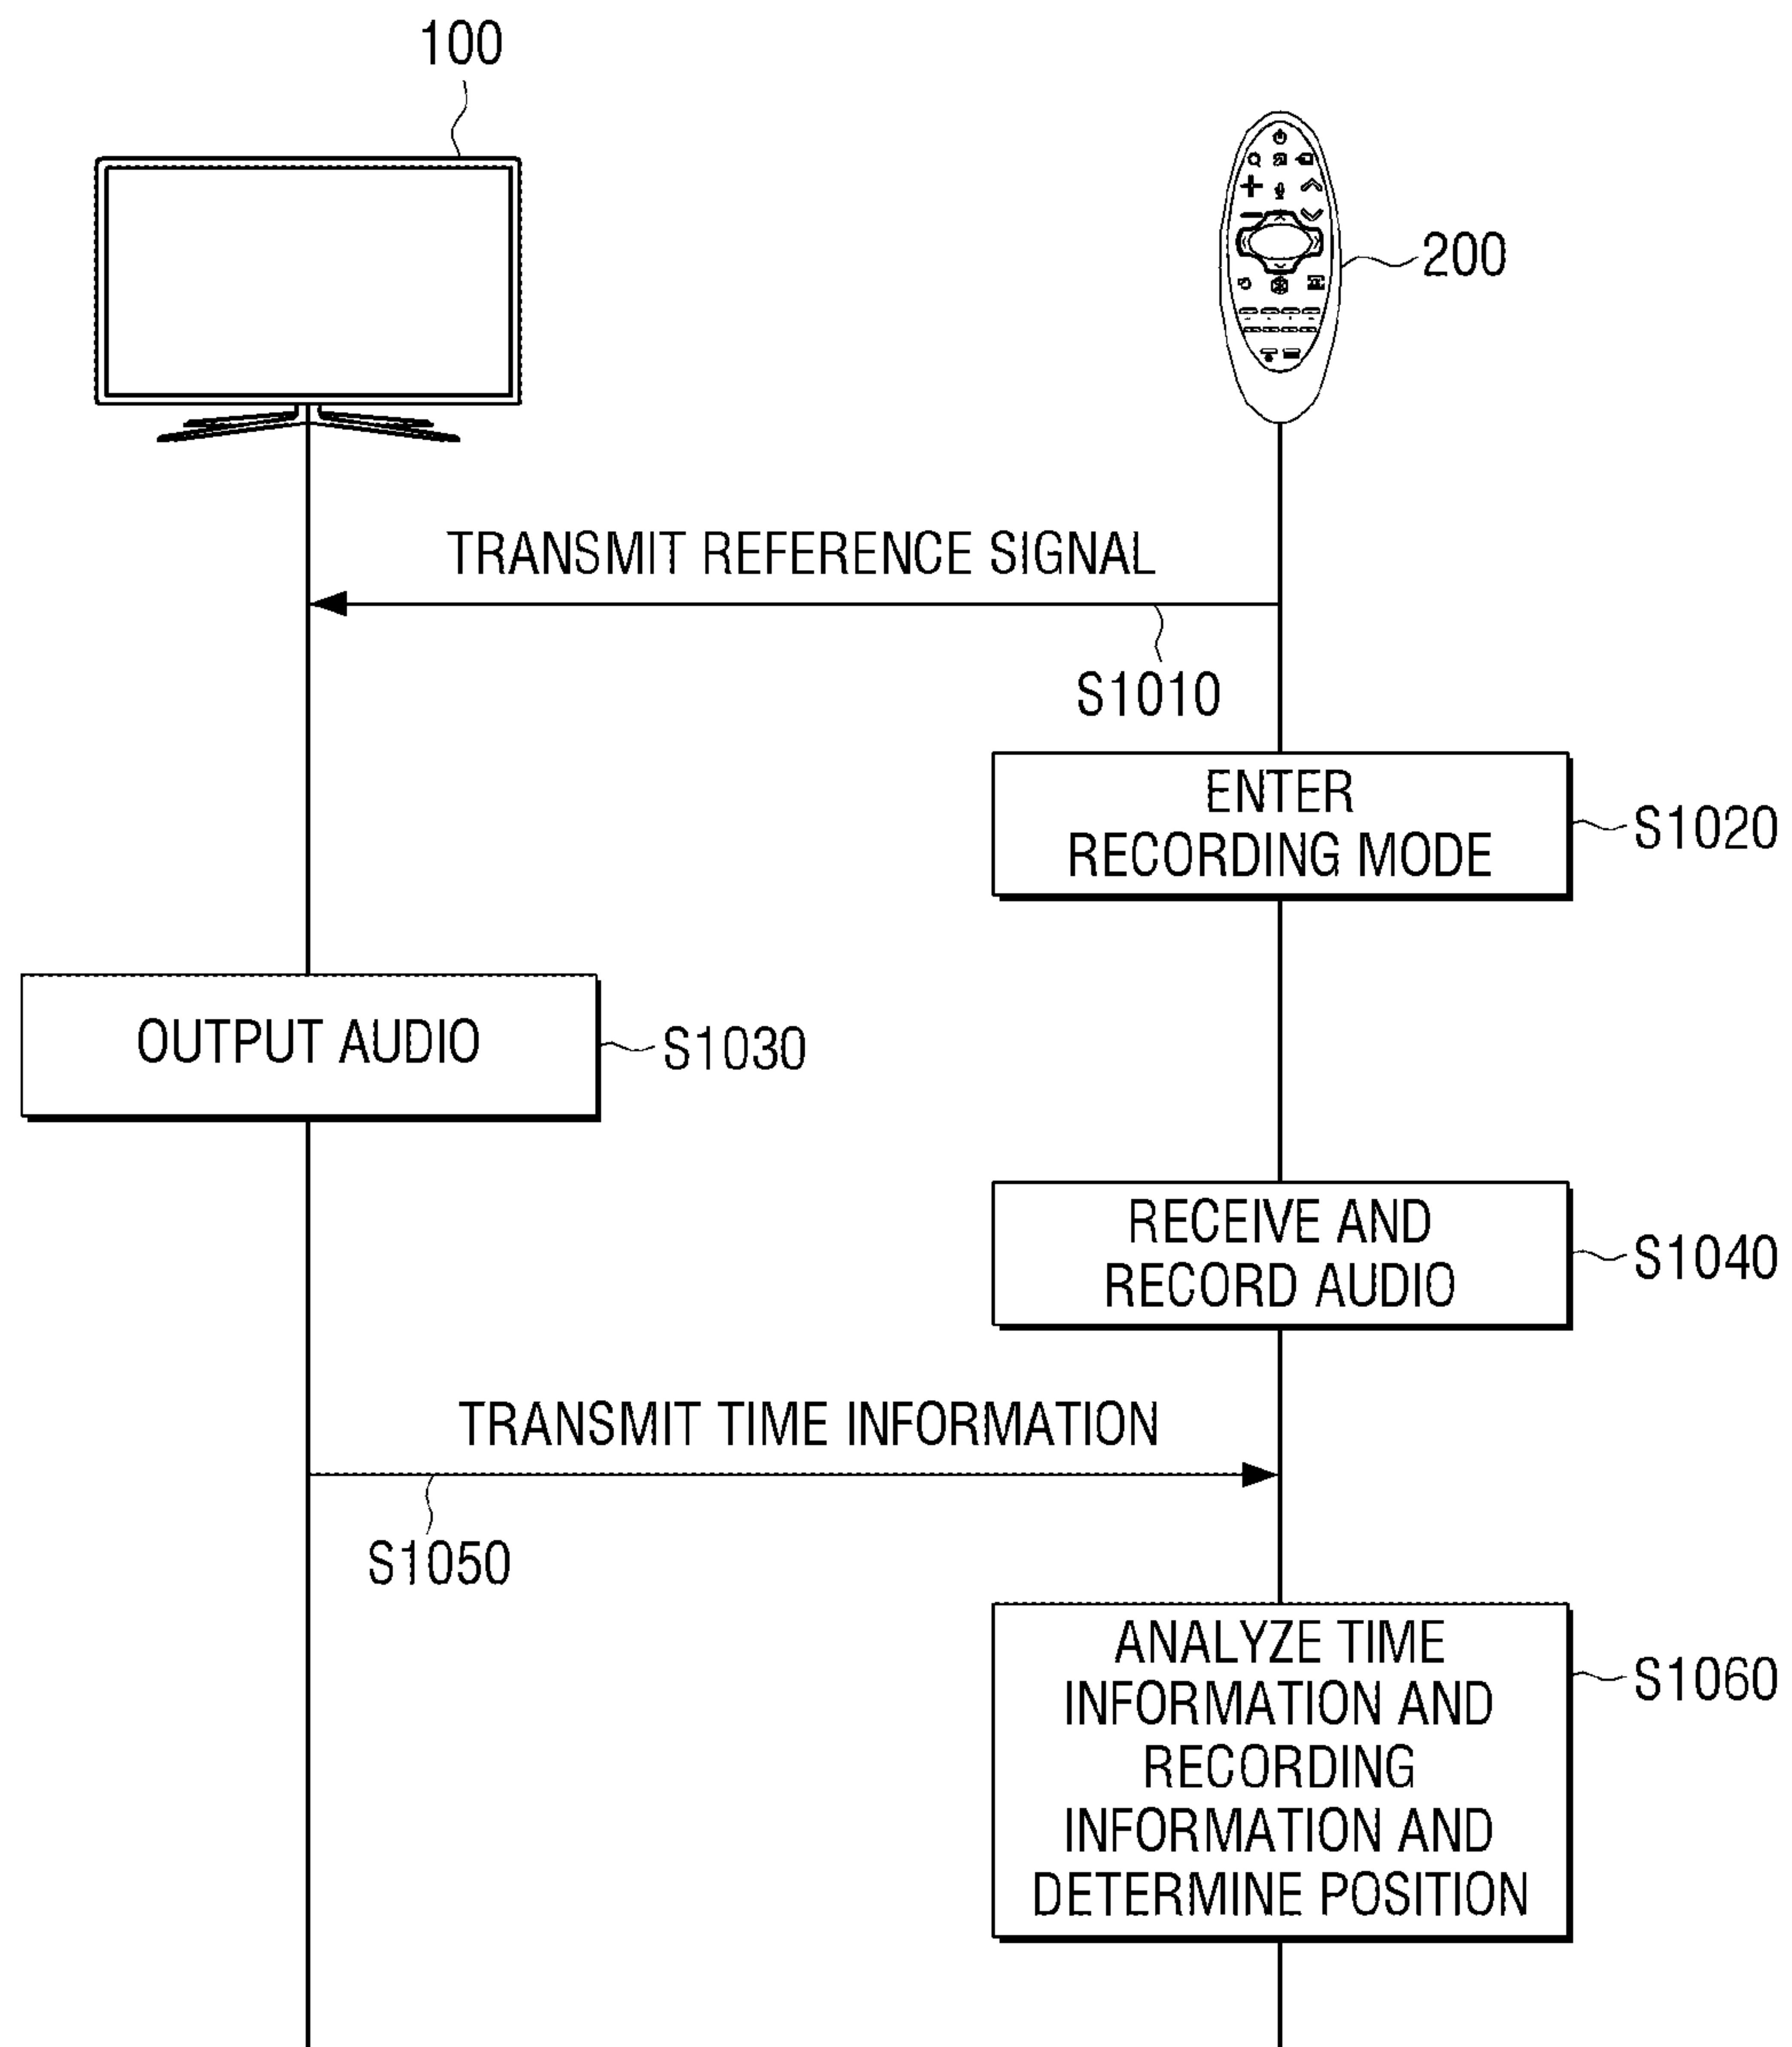 100
200
TRANSMIT REFERENCE SIGNAL
S1010
ENTER
RECORDING MODE
S1020
OUTPUT AUDIO
S1030
RECEIVE AND
RECORD AUDIO
S1040
TRANSMIT TIME INFORMATION
S1050
ANALYZE TIME
INFORMATION AND
RECORDING
INFORMATION AND
DETERMINE POSITION
S1060